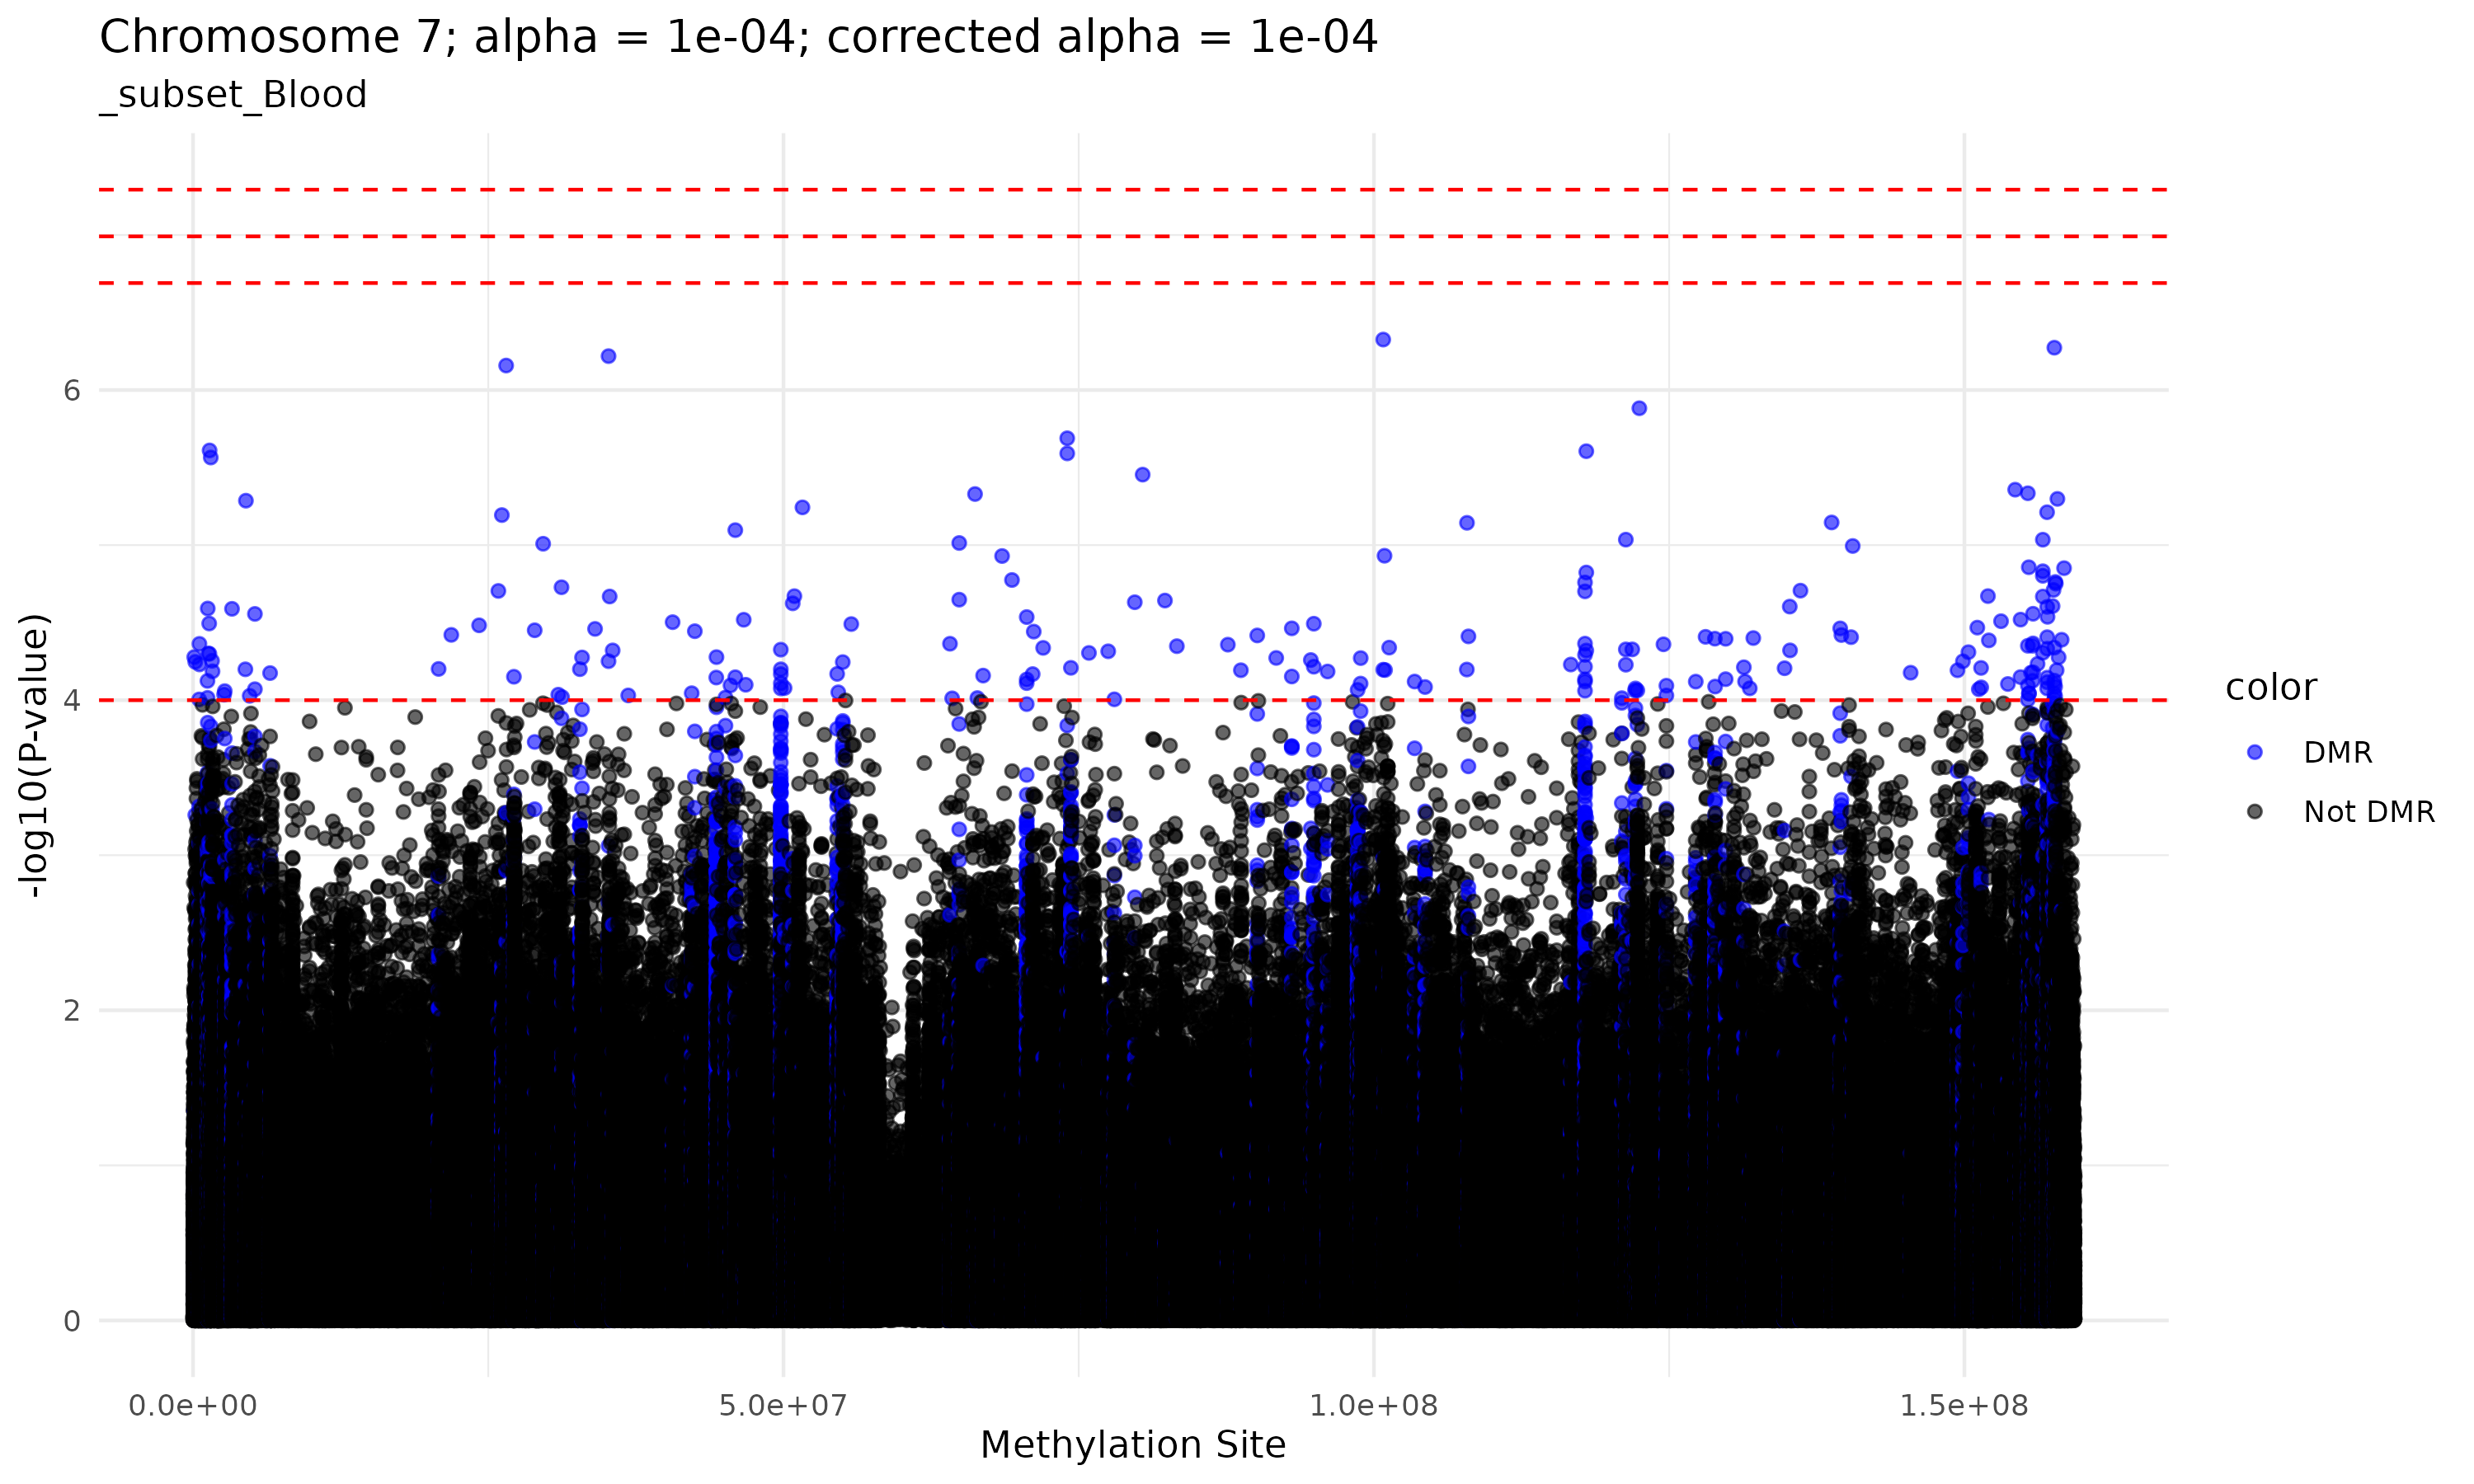 Chromosome 7; alpha = 1e-04; corrected alpha = 1e-04
_subset_Blood
-log10(P-value)
6
4
2
0
0.0e+00
5.0e+07
1.0e+08
1.5e+08
Methylation Site
color
DMR
Not DMR